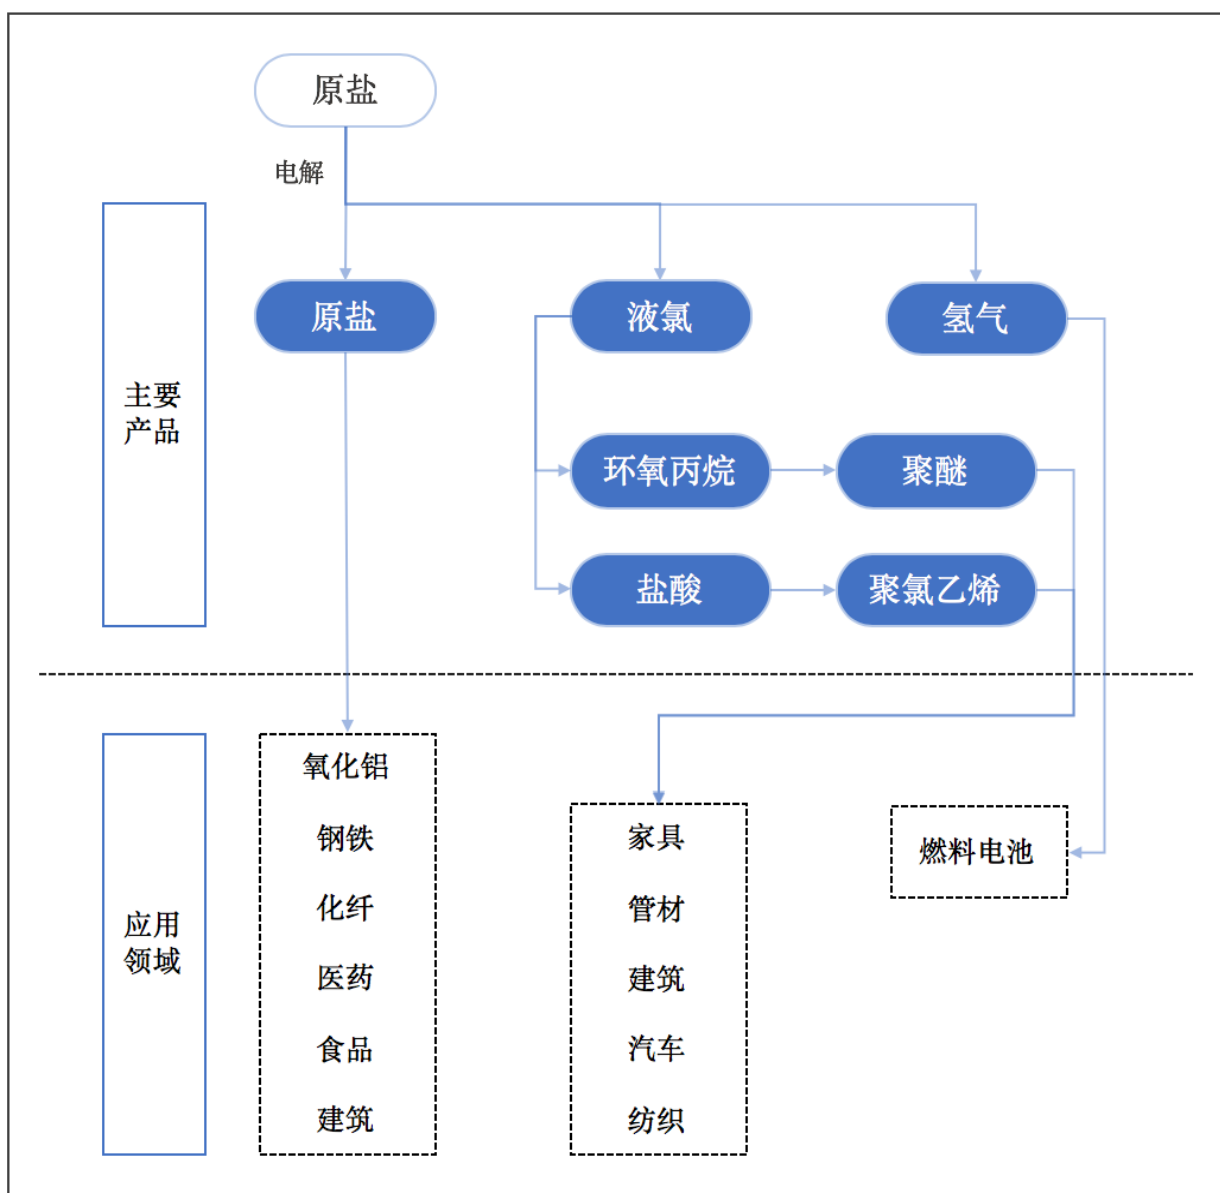 原盐
电解
原盐
液氯
氢气
主要
产品
环氧丙烷
聚醚
盐酸
聚氯乙烯
应用
领域
氧化铝
钢铁
化纤
医药
食品
建筑
家具
管材
建筑
汽车
纺织
燃料电池